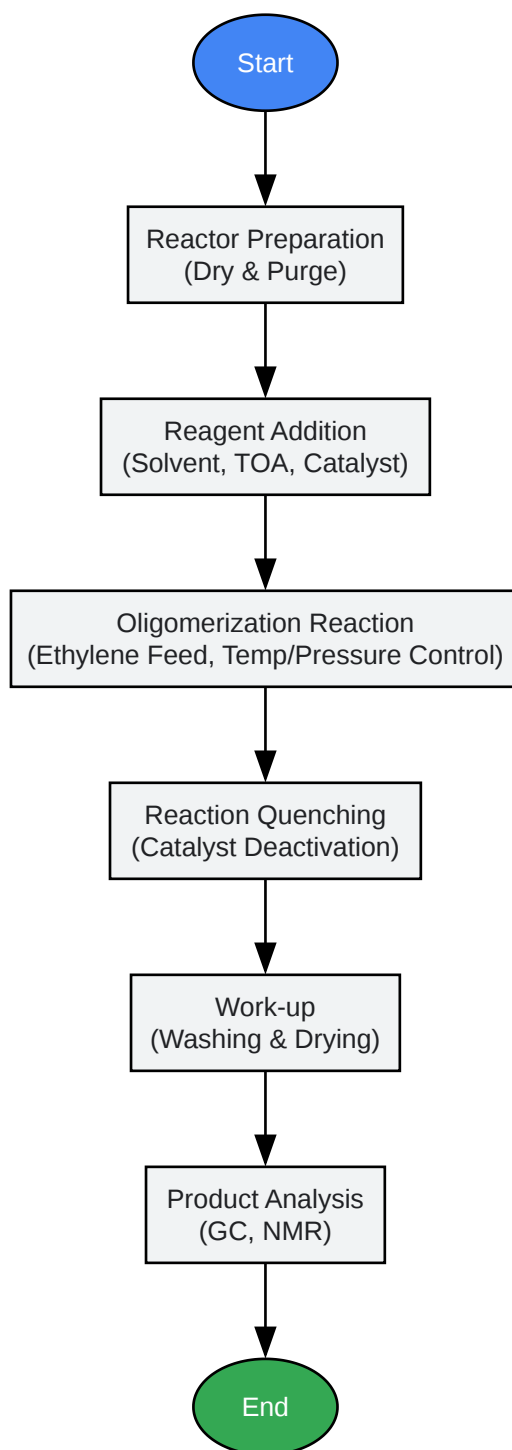 Start
Reactor Preparation
(Dry & Purge)
Reagent Addition
(Solvent, TOA, Catalyst)
Oligomerization Reaction
(Ethylene Feed, Temp/Pressure Control)
Reaction Quenching
(Catalyst Deactivation)
Work-up
(Washing & Drying)
Product Analysis
(GC, NMR)
End